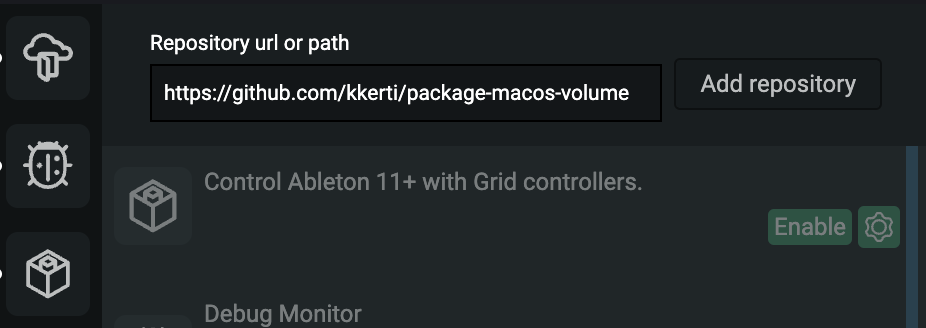 Repository url or path
https://github.com/kkerti/package-macos-volume
Add repository
Control Ableton 11+ with Grid controllers.
Enable
Debug Monitor